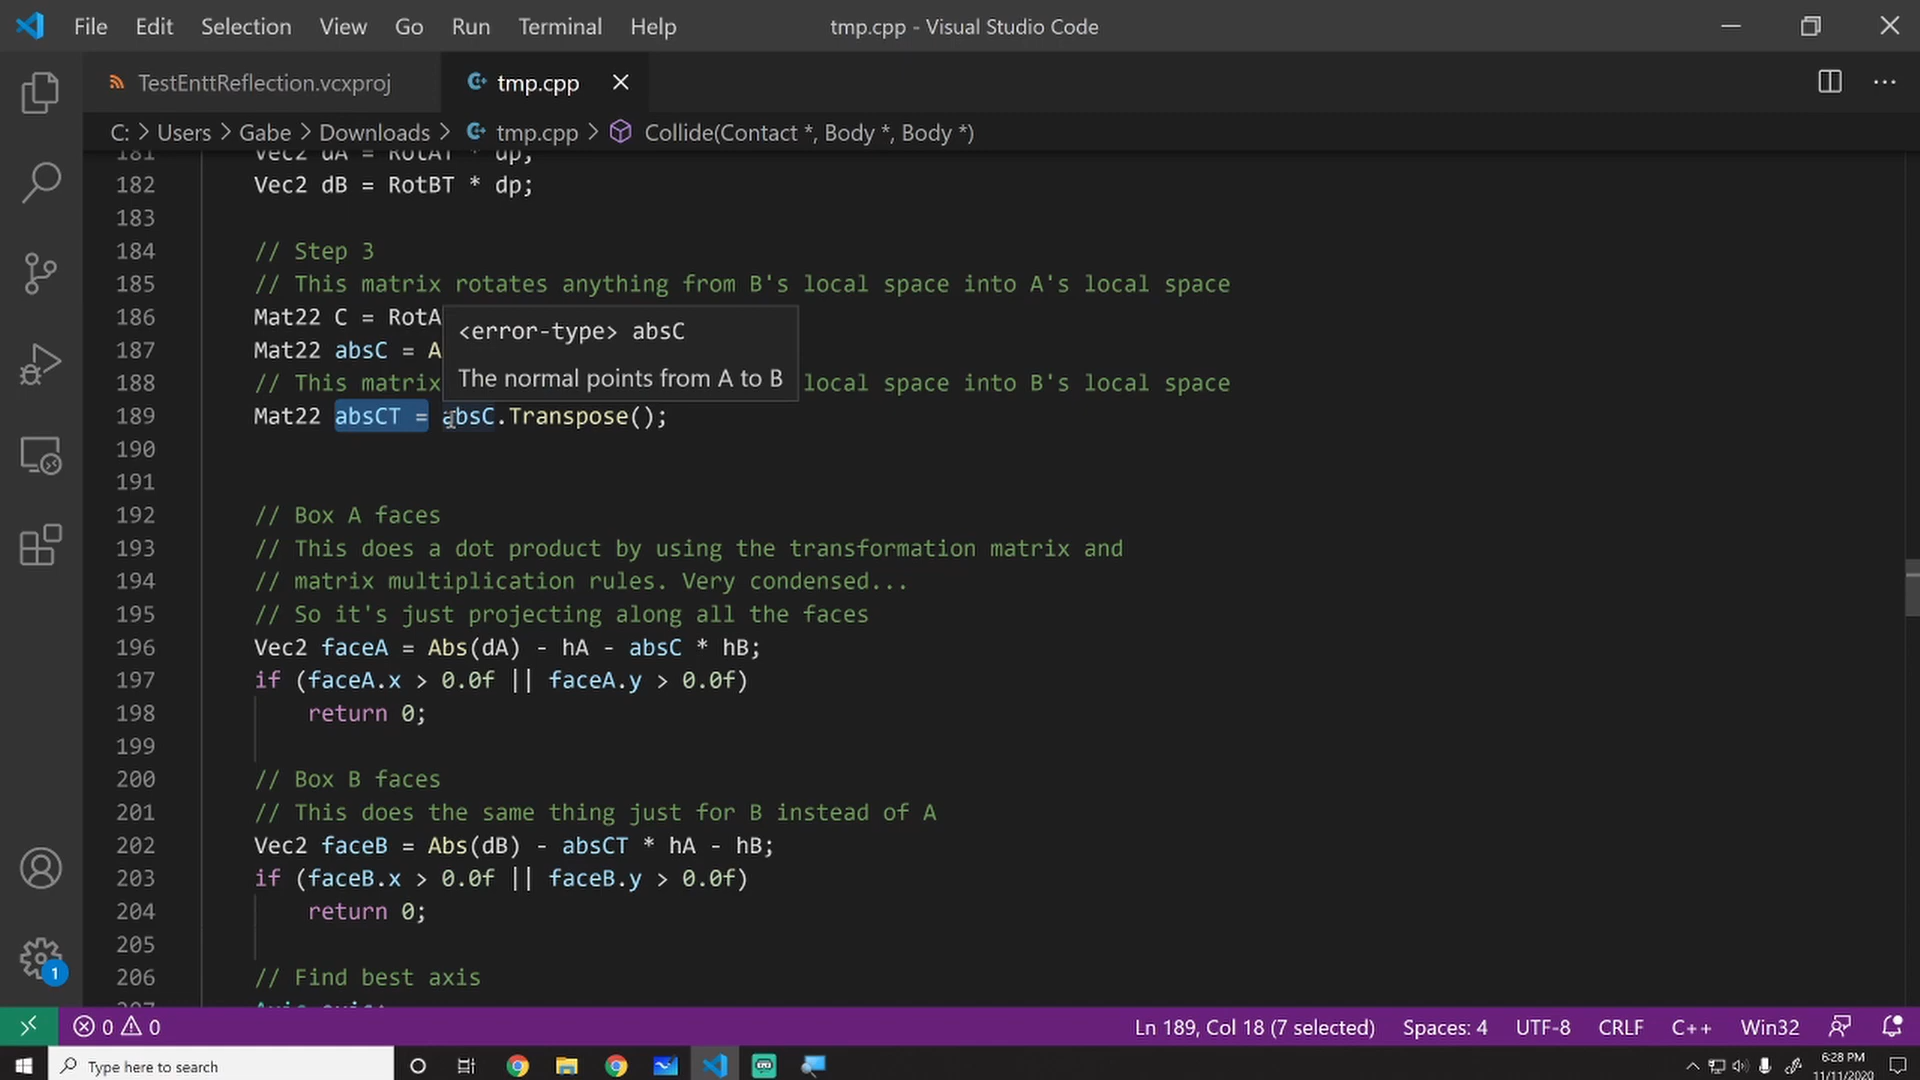 File Edit Selection View Go Run Terminal Help tmp.cpp - Visual Studio Code
TestEnttReflection.vcxproj tmp.cpp
C: > Users > Gabe > Downloads > tmp.cpp > Collide(Contact *, Body *, Body *)
181 Vec2 dA = RotAT * dp;
182 Vec2 dB = RotBT * dp;
183
184 // Step 3
185 // This matrix rotates anything from B's local space into A's local space
186 Mat22 C = RotA
<error-type> absC
187 Mat22 absC = A
The normal points from A to B
188 // This matrix local space into B's local space
189 Mat22 absCT = absC.Transpose();
190
191
192 // Box A faces
193 // This does a dot product by using the transformation matrix and
194 // matrix multiplication rules. Very condensed...
195 // So it's just projecting along all the faces
196 Vec2 faceA = Abs(dA) - hA - absC * hB;
197 if (faceA.x > 0.0f || faceA.y > 0.0f)
198 return 0;
199
200 // Box B faces
201 // This does the same thing just for B instead of A
202 Vec2 faceB = Abs(dB) - absCT * hA - hB;
203 if (faceB.x > 0.0f || faceB.y > 0.0f)
204 return 0;
205
206 // Find best axis
1
0 0 Ln 189, Col 18 (7 selected) Spaces: 4 UTF-8 CRLF C++ Win32
Type here to search 6:28 PM
11/11/2020